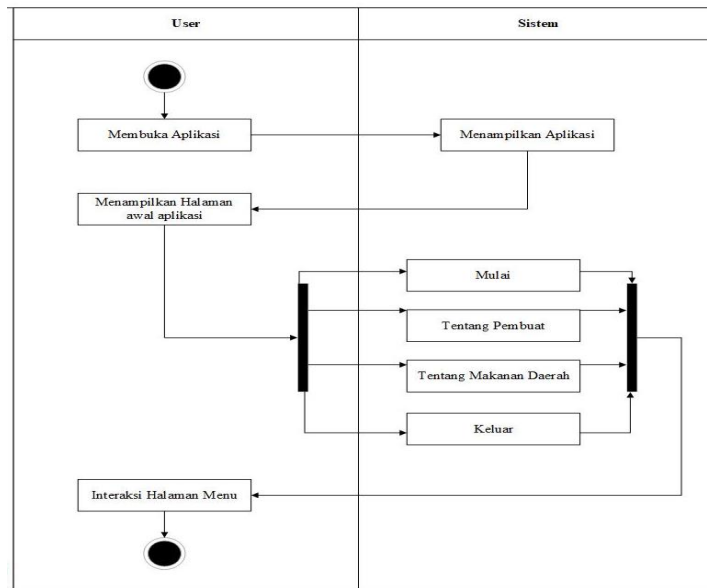 User
Sistem
Membuka Aplikasi
Menampilkan Aplikasi
Menampilkan Halaman
awal aplikasi
Mulai
Tentang Pembuat
Tentang Makanan Daerah
Keluar
Interaksi Halaman Menu